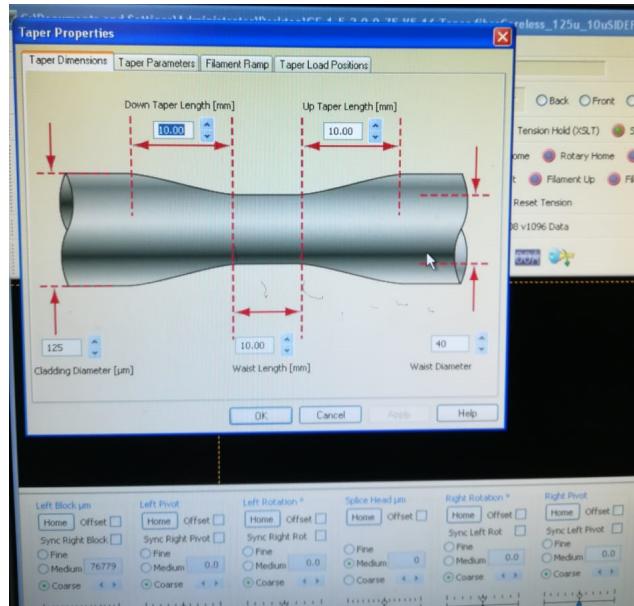 Taper Properties
Taper Dimensions Taper Parameters Filament Ramp Taper Load Positions
Down Taper Length [mm] Up Taper Length [mm]
10.00 10.00
125 10.00 40
Cladding Diameter [µm] Waist Length [mm] Waist Diameter
OK Cancel Apply Help
Back Front
Tension Hold (XSLT)
Rotary Home
Filament Up
Reset Tension
v1096 Data
Left Block µm Left Pivot Left Rotation ° Splice Head µm Right Rotation ° Right Pivot
Home Offset Home Offset Home Offset Home Offset Home Offset Home Offset
Sync Right Block Sync Right Pivot Sync Right Rot Sync Left Rot Sync Left Pivot
Fine Fine Fine Fine Fine Fine
Medium 76779 Medium 0.0 Medium 0.0 Medium 0 Medium 0.0 Medium 0.0
Coarse Coarse Coarse Coarse Coarse Coarse